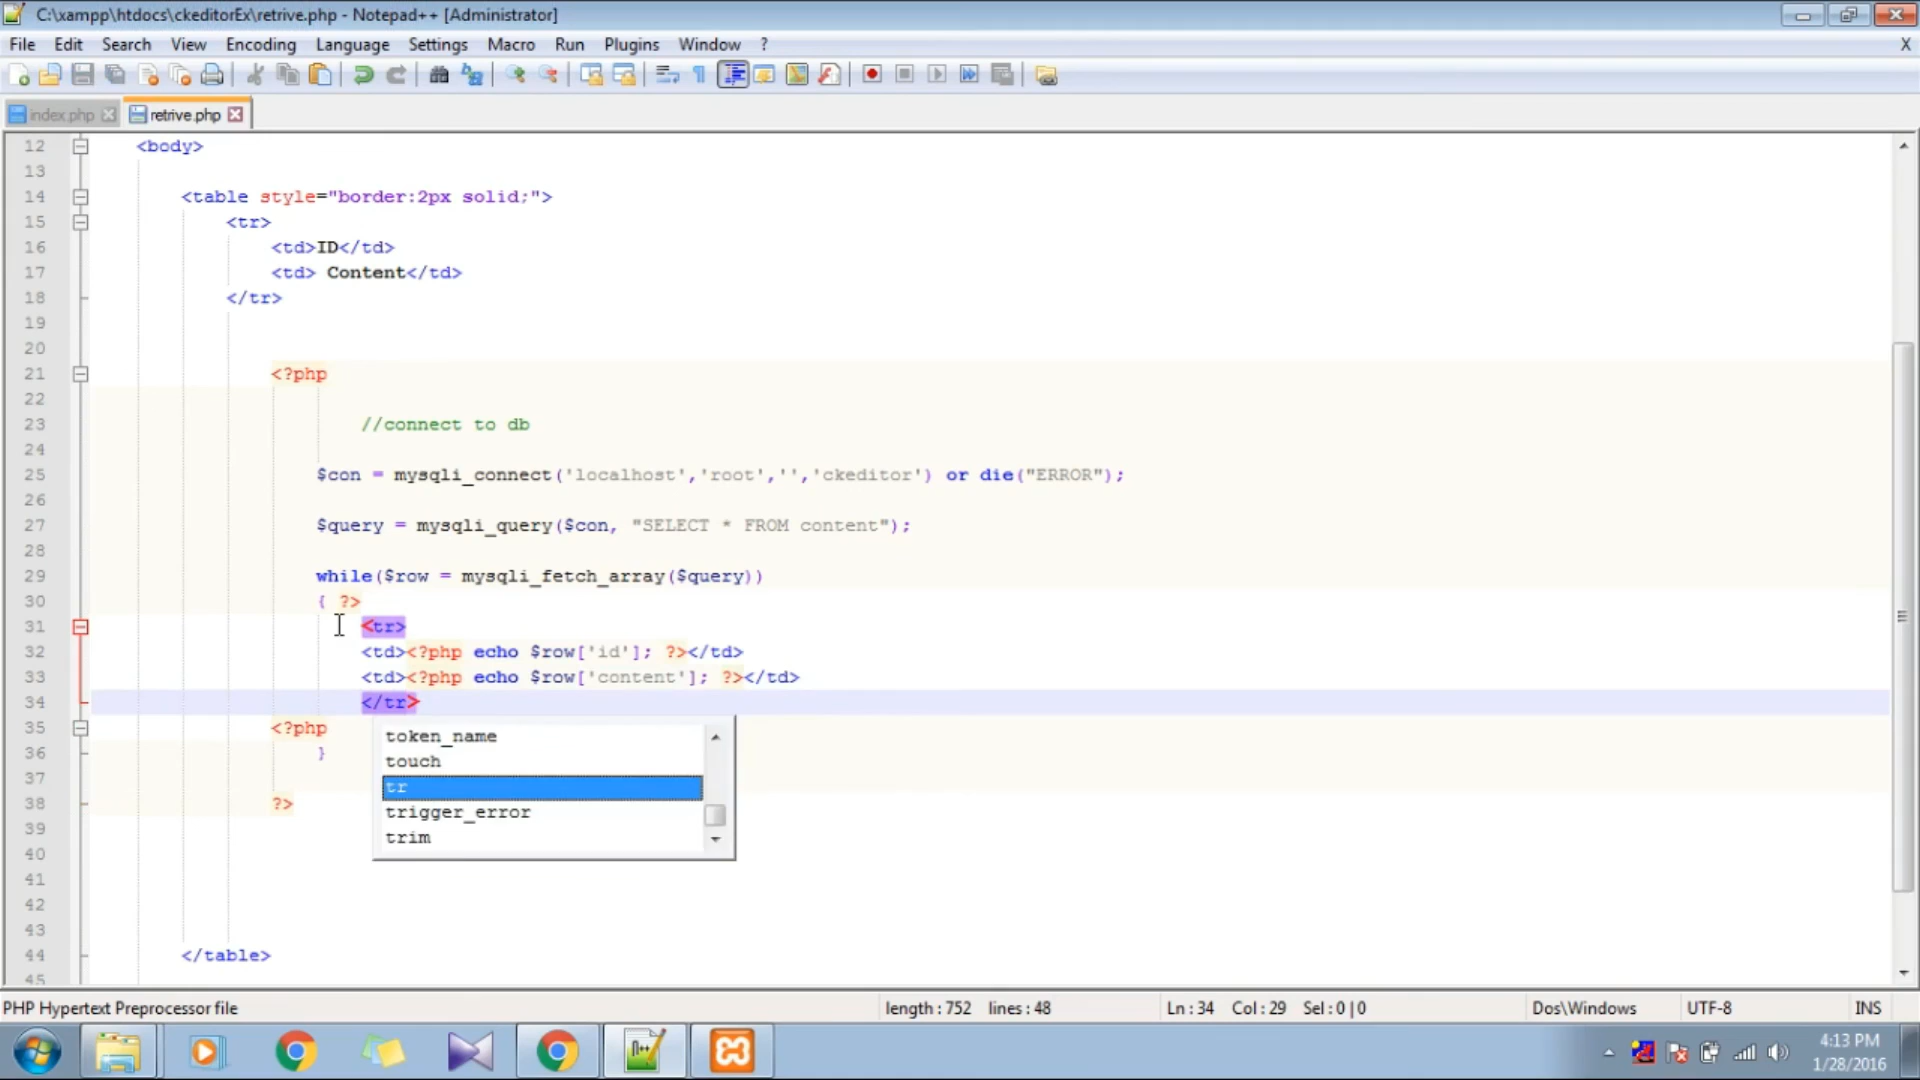 C:\xampp\htdocs\ckeditorEx\retrive.php - Notepad++ [Administrator]
File Edit Search View Encoding Language Settings Macro Run Plugins Window ? X
index.php retrive.php
12 <body>
13
14 <table style="border:2px solid;">
15 <tr>
16 <td>ID</td>
17 <td> Content</td>
18 </tr>
19
20
21 <?php
22
23 //connect to db
24
25 $con = mysqli_connect('localhost','root','','ckeditor') or die("ERROR");
26
27 $query = mysqli_query($con, "SELECT * FROM content");
28
29 while($row = mysqli_fetch_array($query))
30 { ?>
31 <tr>
32 <td><?php echo $row['id']; ?></td>
33 <td><?php echo $row['content']; ?></td>
34 </tr>
35 <?php
36 }
37
38 ?>
39
40
41
42
43
44 </table>
45
token_name
touch
tr
trigger_error
trim
PHP Hypertext Preprocessor file length : 752 lines : 48 Ln : 34 Col : 29 Sel : 0 | 0 Dos\Windows UTF-8 INS
4:13 PM
1/28/2016